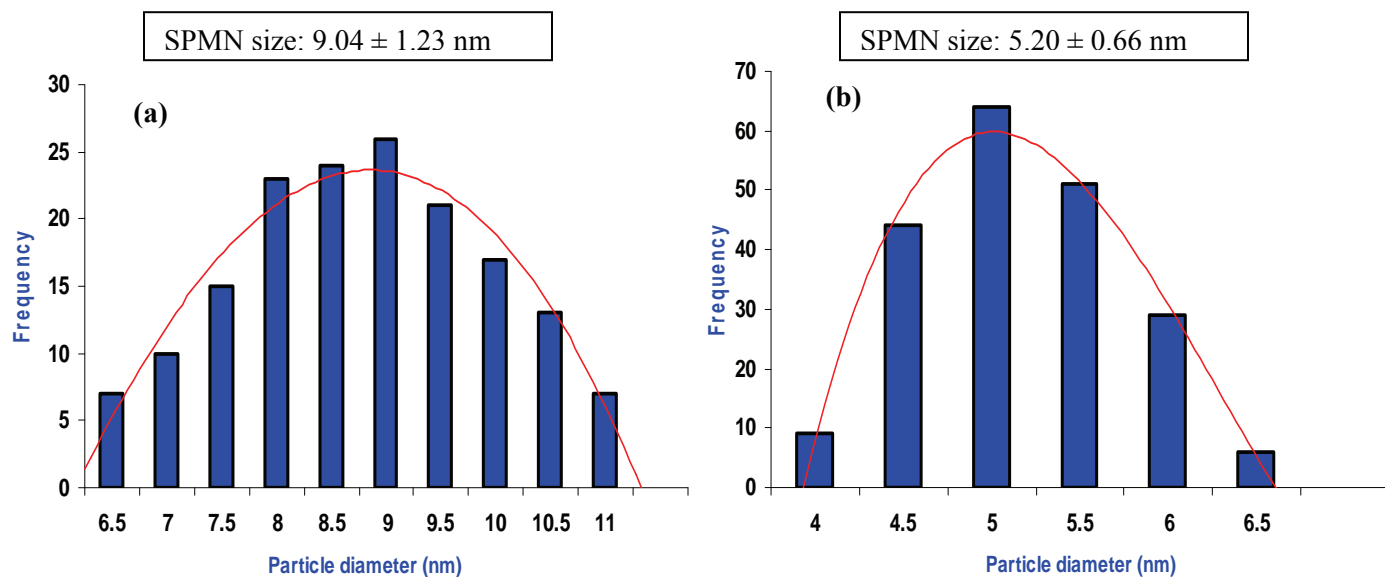 SPMN size: 9.04 ± 1.23 nm
(a)
Frequency
30
25
20
15
10
5
0
6.5 7 7.5 8 8.5 9 9.5 10 10.5 11
Particle diameter (nm)
SPMN size: 5.20 ± 0.66 nm
(b)
Frequency
70
60
50
40
30
20
10
0
4 4.5 5 5.5 6 6.5
Particle diameter (nm)